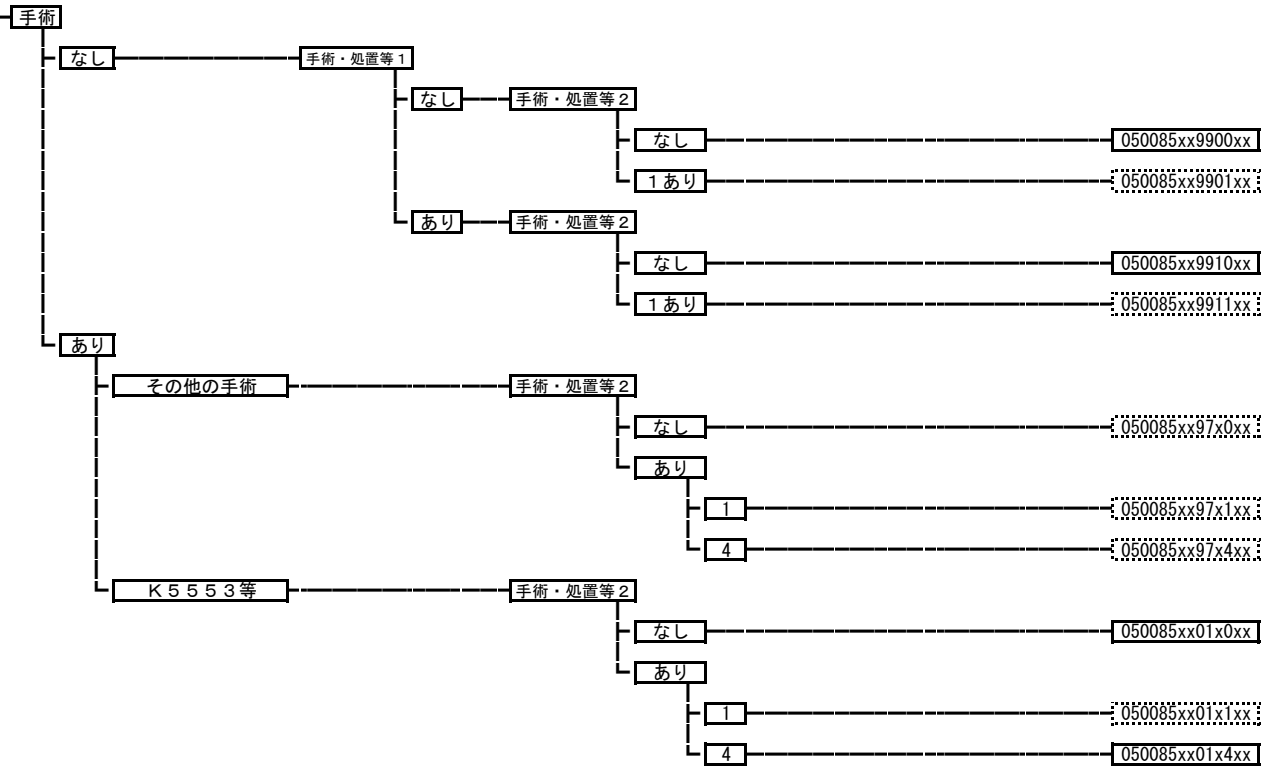 手術
なし 手術・処置等1
なし 手術・処置等2
なし 050085xx9900xx
1あり 050085xx9901xx
あり 手術・処置等2
なし 050085xx9910xx
1あり 050085xx9911xx
あり
その他の手術 手術・処置等2
なし 050085xx97x0xx
あり
1 050085xx97x1xx
4 050085xx97x4xx
K5553等 手術・処置等2
なし 050085xx01x0xx
あり
1 050085xx01x1xx
4 050085xx01x4xx